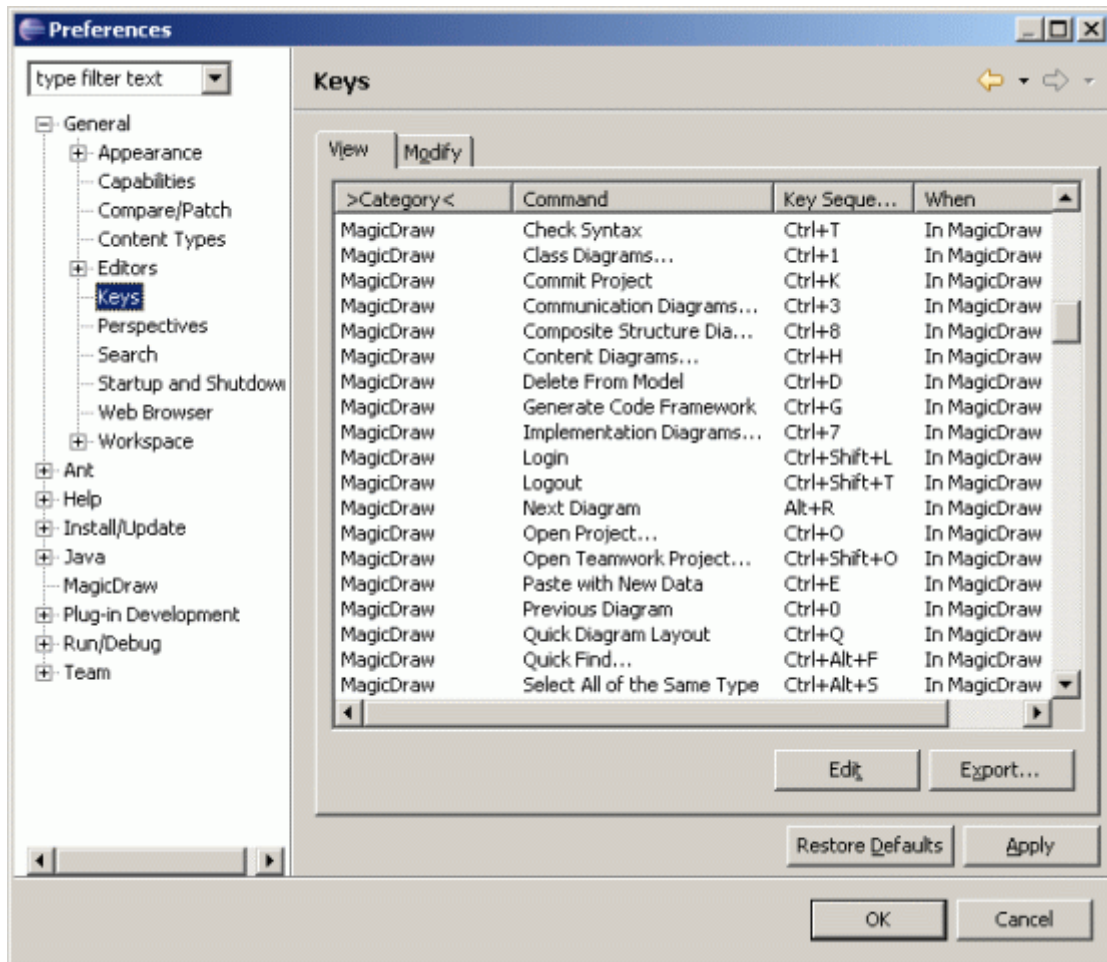 Preferences
type filter text
General
Appearance
Capabilities
Compare/Patch
Content Types
Editors
Keys
Perspectives
Search
Startup and Shutdow
Web Browser
Workspace
Ant
Help
Install/Update
Java
MagicDraw
Plug-in Development
Run/Debug
Team
Keys
View Modify
>Category< Command Key Seque... When
MagicDraw Check Syntax Ctrl+T In MagicDraw
MagicDraw Class Diagrams... Ctrl+1 In MagicDraw
MagicDraw Commit Project Ctrl+K In MagicDraw
MagicDraw Communication Diagrams... Ctrl+3 In MagicDraw
MagicDraw Composite Structure Dia... Ctrl+8 In MagicDraw
MagicDraw Content Diagrams... Ctrl+H In MagicDraw
MagicDraw Delete From Model Ctrl+D In MagicDraw
MagicDraw Generate Code Framework Ctrl+G In MagicDraw
MagicDraw Implementation Diagrams... Ctrl+7 In MagicDraw
MagicDraw Login Ctrl+Shift+L In MagicDraw
MagicDraw Logout Ctrl+Shift+T In MagicDraw
MagicDraw Next Diagram Alt+R In MagicDraw
MagicDraw Open Project... Ctrl+O In MagicDraw
MagicDraw Open Teamwork Project... Ctrl+Shift+O In MagicDraw
MagicDraw Paste with New Data Ctrl+E In MagicDraw
MagicDraw Previous Diagram Ctrl+0 In MagicDraw
MagicDraw Quick Diagram Layout Ctrl+Q In MagicDraw
MagicDraw Quick Find... Ctrl+Alt+F In MagicDraw
MagicDraw Select All of the Same Type Ctrl+Alt+S In MagicDraw
Edit Export...
Restore Defaults Apply
OK Cancel